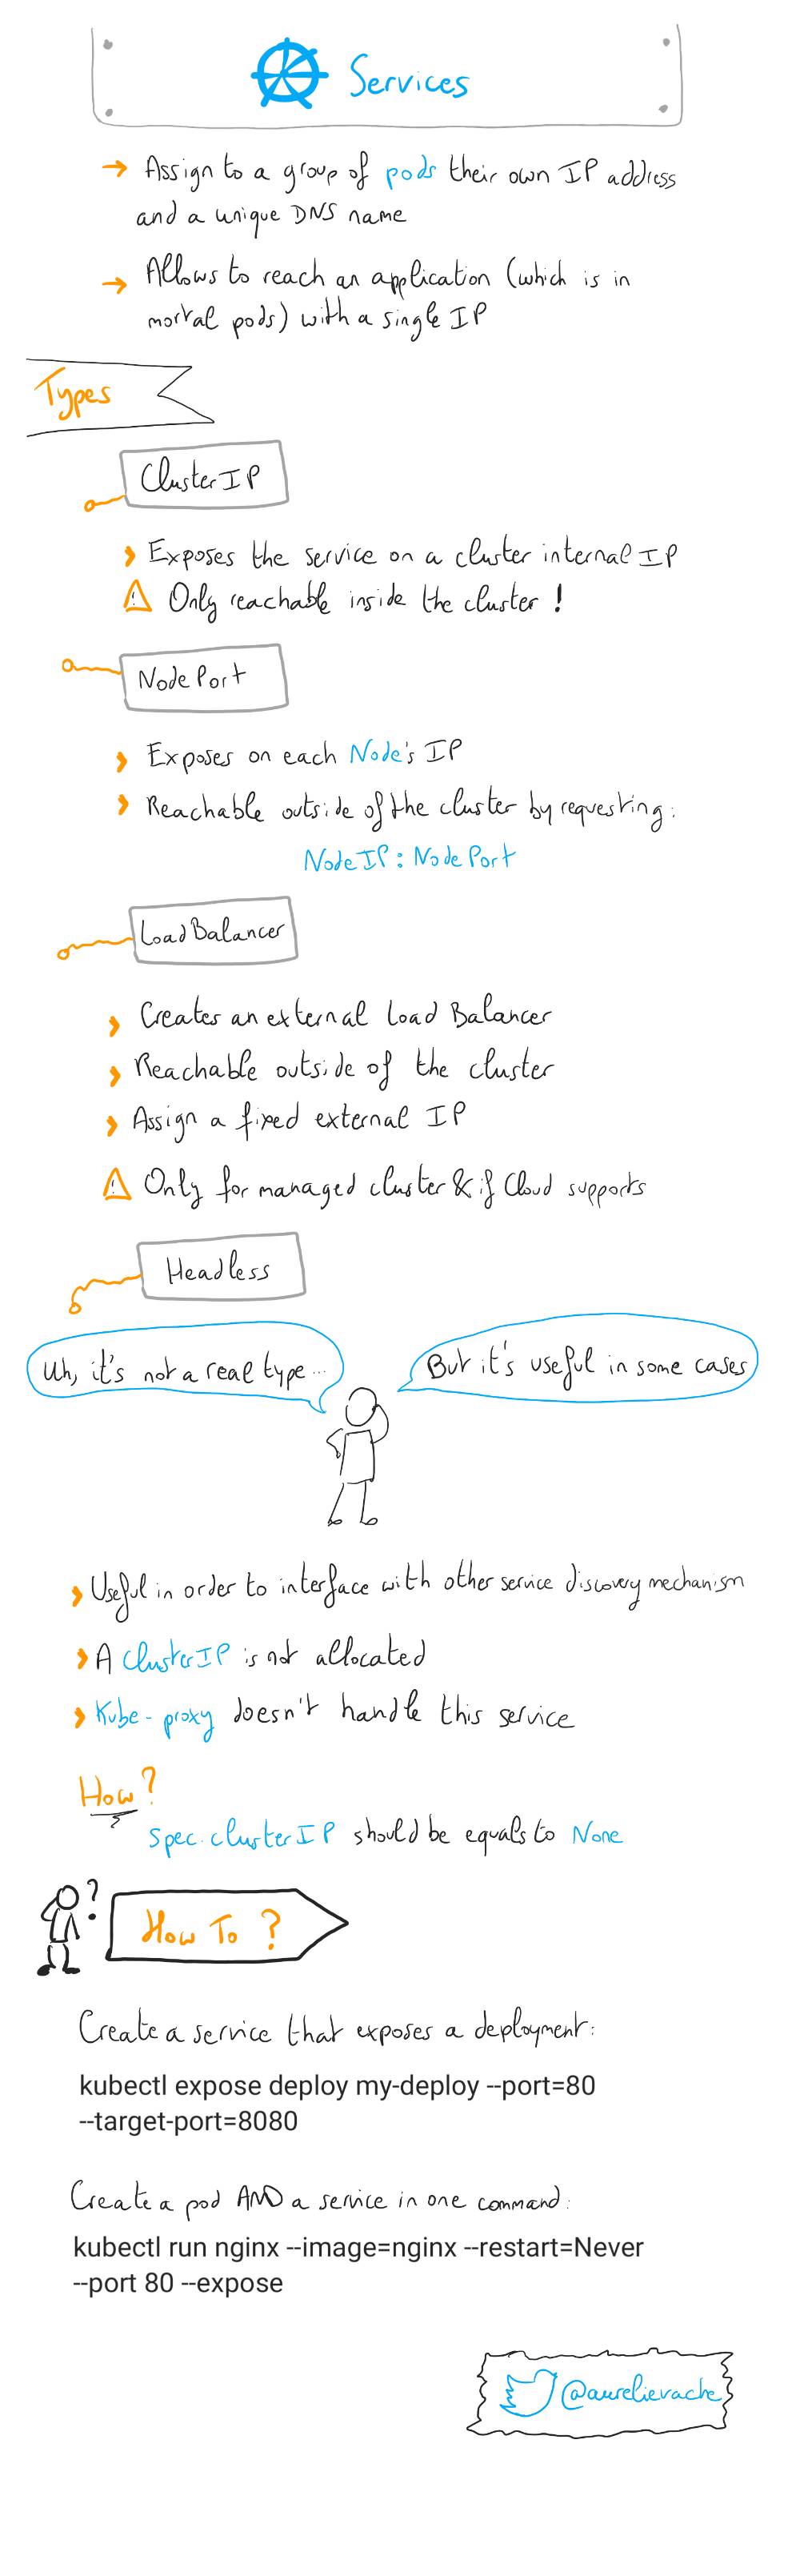 Services
→ Assign to a group of pods their own IP address
and a unique DNS name
→ Allows to reach an application (which is in
mortal pods) with a single IP
Types
ClusterIP
Exposes the service on a cluster internal IP
⚠ Only reachable inside the cluster !
NodePort
Exposes on each Node's IP
Reachable outside of the cluster by requesting:
NodeIP: NodePort
LoadBalancer
Creates an external Load Balancer
Reachable outside of the cluster
Assign a fixed external IP
⚠ Only for managed cluster & if Cloud supports
Headless
Uh, it's not a real type...
But it's useful in some cases
Useful in order to interface with other service discovery mechanism
A ClusterIP is not allocated
Kube-proxy doesn't handle this service
How?
Spec.clusterIP should be equals to None
?
How To ?
Create a service that exposes a deployment:
kubectl expose deploy my-deploy --port=80
--target-port=8080
Create a pod AND a service in one command:
kubectl run nginx --image=nginx --restart=Never
--port 80 --expose
@aurelievache